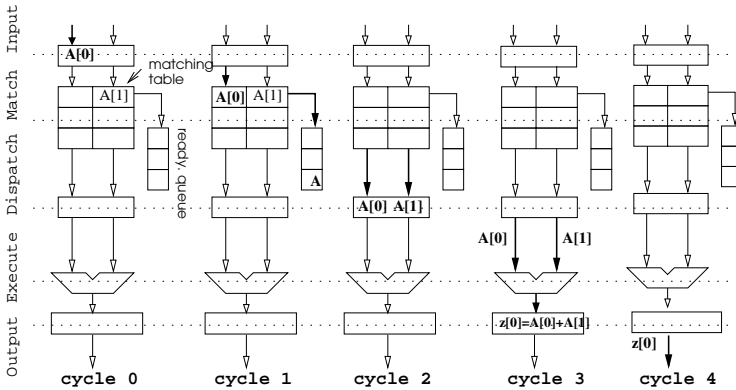 Input
Match
Dispatch
Execute
Output
A[0]
matching
table
A[1]
ready. queue
cycle 0
A[0]
A[1]
A
cycle 1
A[0] A[1]
cycle 2
A[0]
A[1]
z[0]=A[0]+A[1]
cycle 3
z[0]
cycle 4